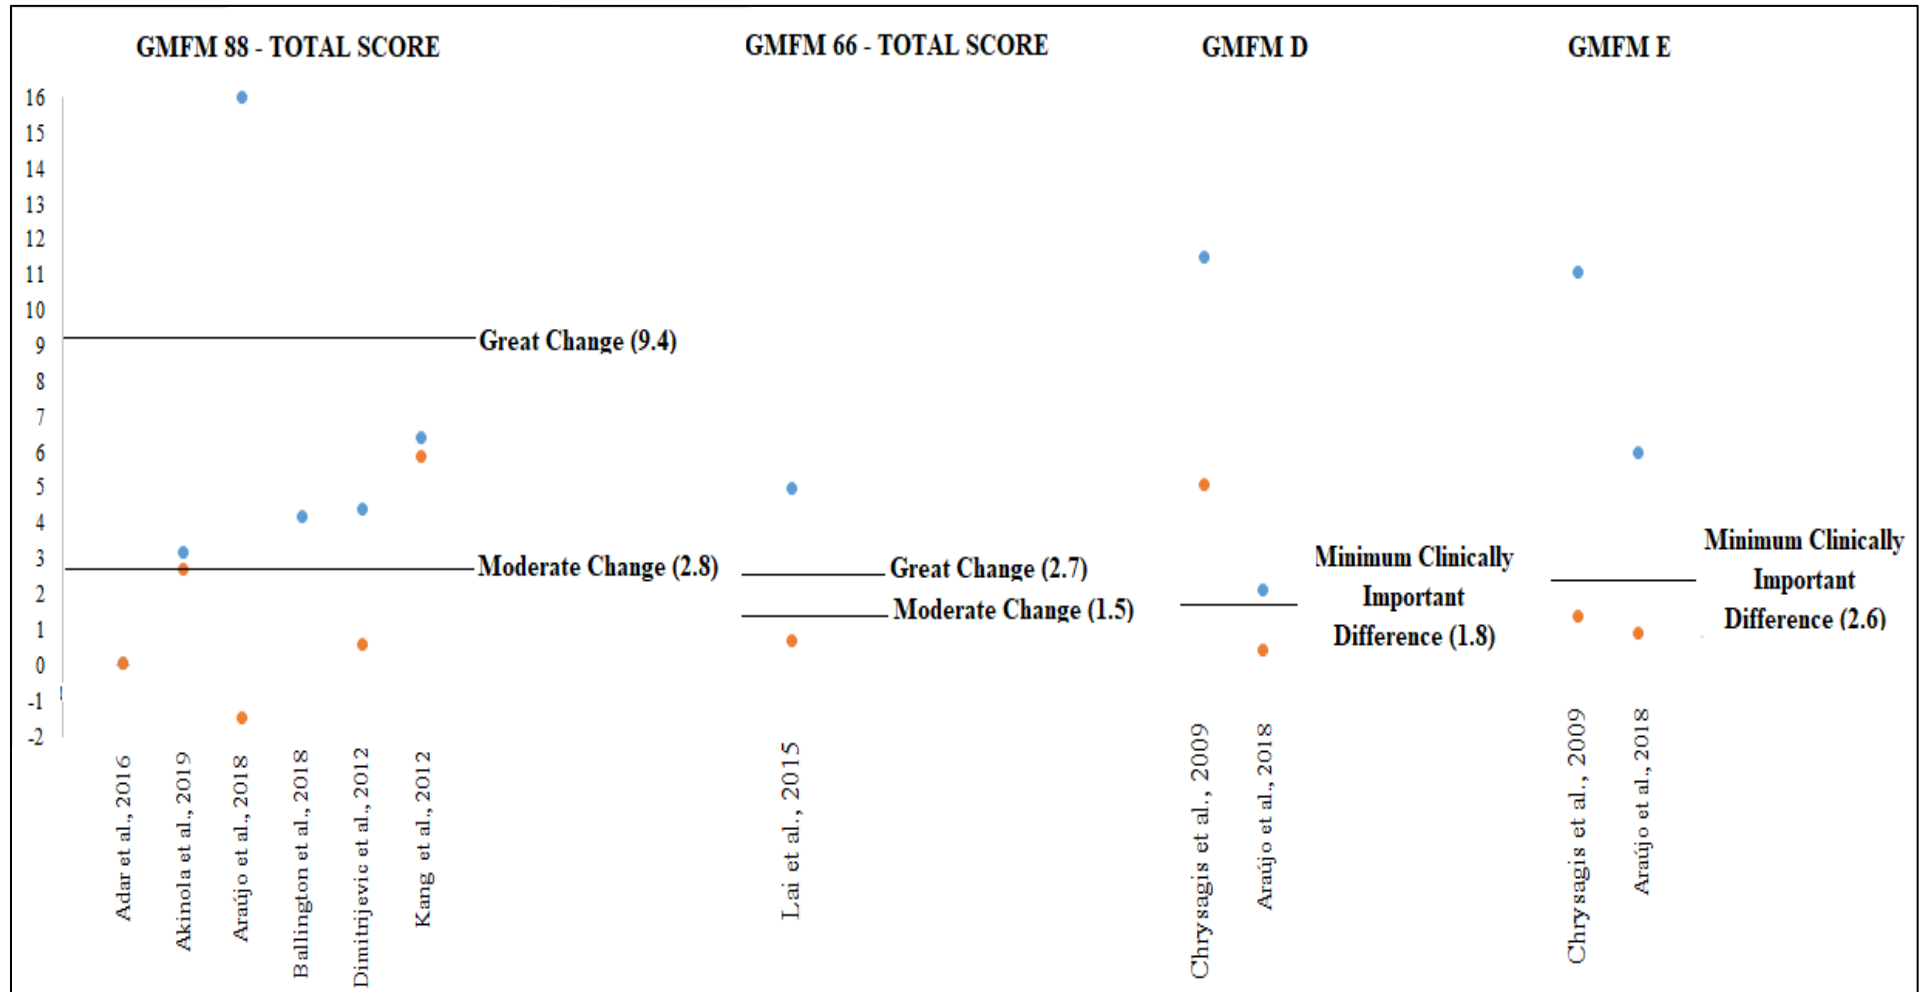 GMFM 88 - TOTAL SCORE
GMFM 66 - TOTAL SCORE
GMFM D
GMFM E
16
15
14
13
12
11
10
9
8
7
6
5
4
3
2
1
0
-1
-2
Great Change (9.4)
Moderate Change (2.8)
Great Change (2.7)
Moderate Change (1.5)
Minimum Clinically
Important
Difference (1.8)
Minimum Clinically
Important
Difference (2.6)
Adar et al., 2016
Akinola et al., 2019
Araújo et al., 2018
Ballington et al., 2018
Dimitrijevic et al., 2012
Kang et al., 2012
Lai et al., 2015
Chrysagis et al., 2009
Araújo et al., 2018
Chrysagis et al., 2009
Araújo et al., 2018